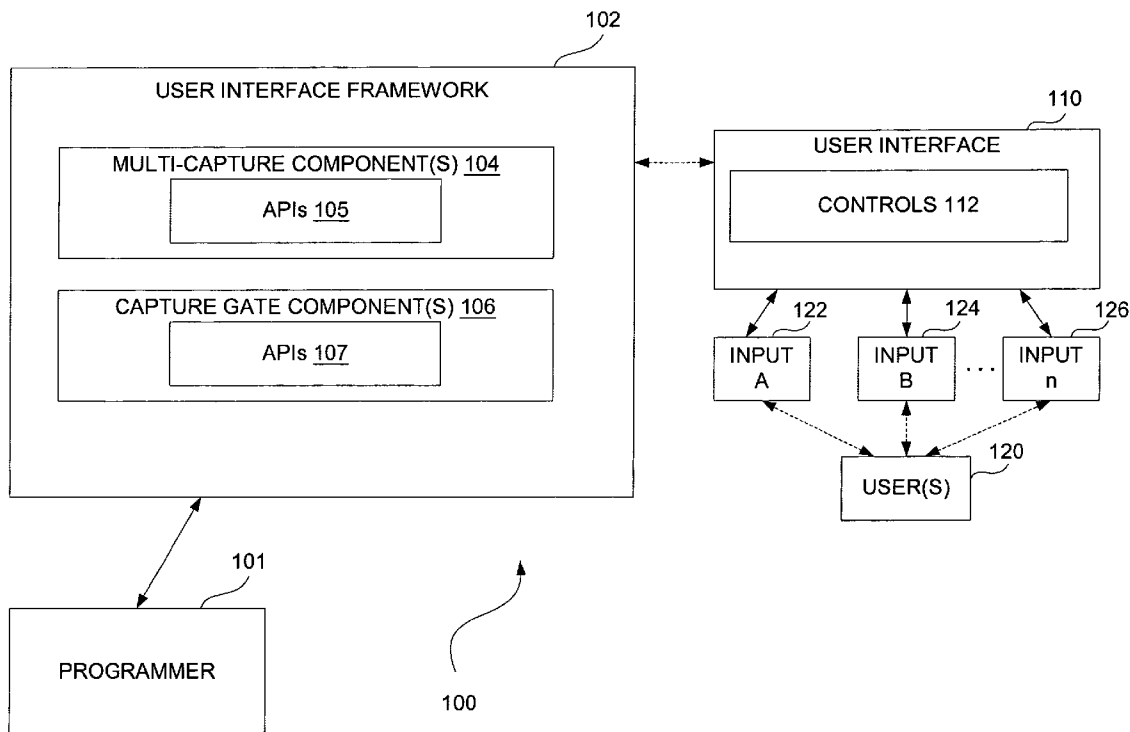 102
USER INTERFACE FRAMEWORK
MULTI-CAPTURE COMPONENT(S) 104
APIs 105
CAPTURE GATE COMPONENT(S) 106
APIs 107
110
USER INTERFACE
CONTROLS 112
122
124
126
INPUT
A
INPUT
B
. . .
INPUT
n
120
USER(S)
101
PROGRAMMER
100